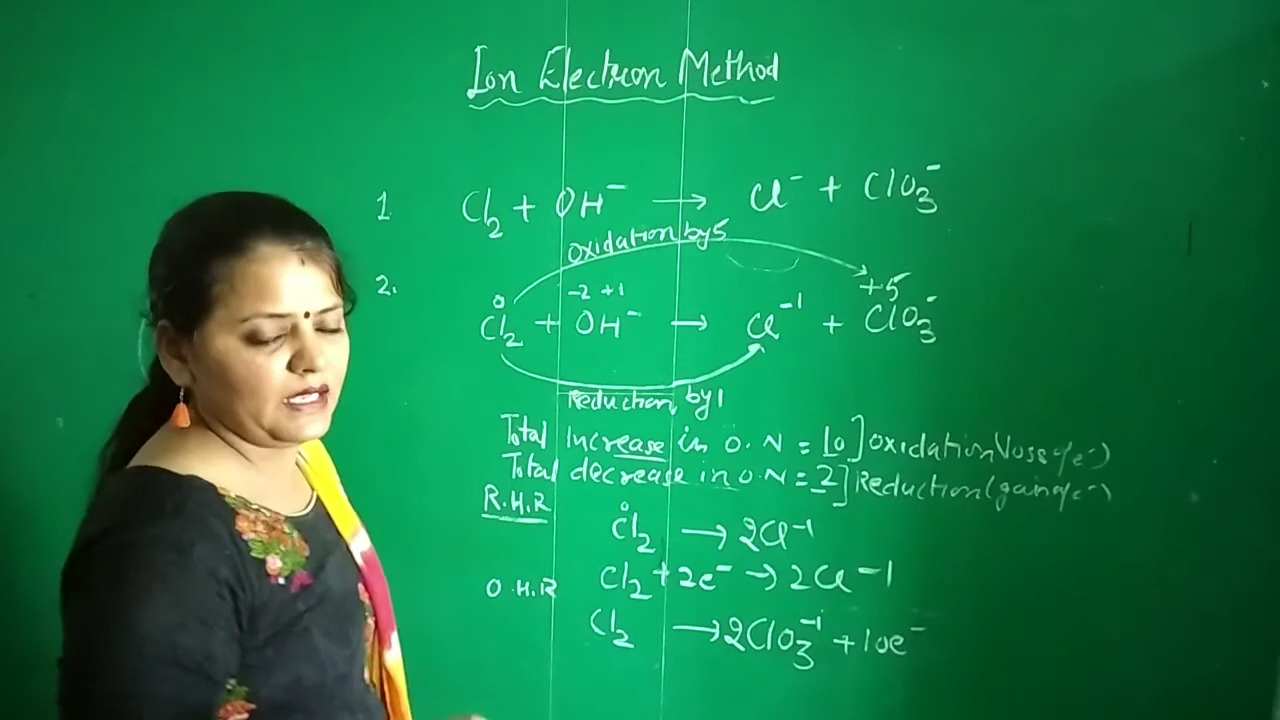 Ion Electron Method
1. Cl₂ + OH⁻ → Cl⁻ + ClO₃⁻
oxidation by 5
2.
0 -2 +1 +5
Cl₂ + OH⁻ → Cl⁻¹ + ClO₃⁻
Reduction by 1
Total Increase in O.N = 10] oxidation (loss of e⁻)
Total decrease in O.N = 2] Reduction (gain of e⁻)
R.H.R
0
Cl₂ → 2Cl⁻¹
Cl₂ + 2e⁻ → 2Cl⁻¹
O.H.R
Cl₂ → 2ClO₃⁻¹ + 10e⁻